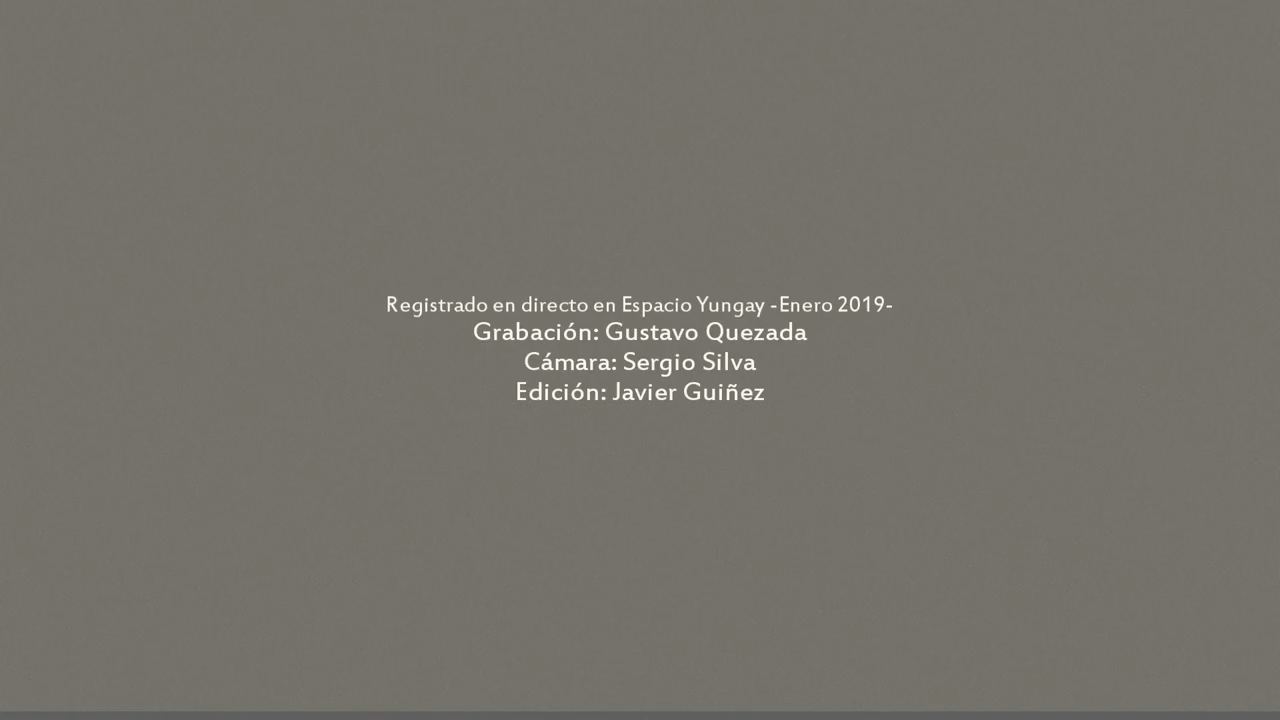 Registrado en directo en Espacio Yungay -Enero 2019-
Grabación: Gustavo Quezada
Cámara: Sergio Silva
Edición: Javier Guiñez